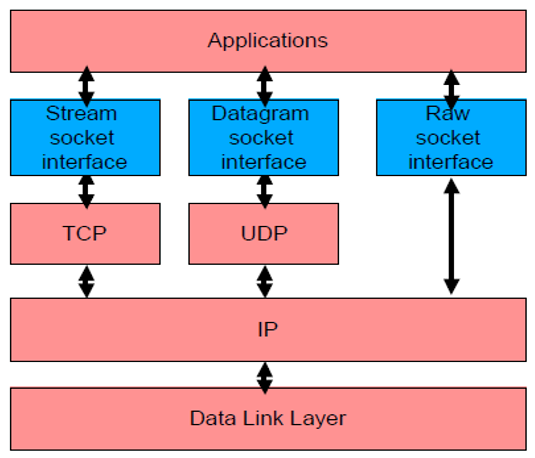 Applications
Stream
socket
interface
Datagram
socket
interface
Raw
socket
interface
TCP
UDP
IP
Data Link Layer